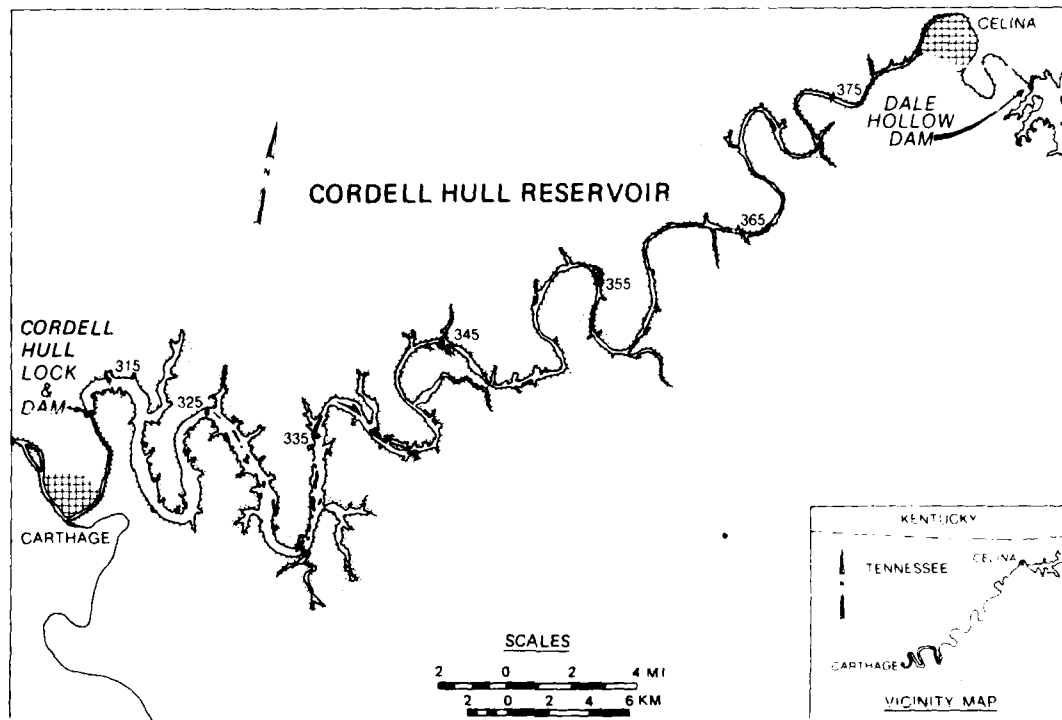 CELINA
375
DALE
HOLLOW
DAM
N
CORDELL HULL RESERVOIR
365
355
CORDELL
HULL
LOCK
&
DAM
315
345
325
335
CARTHAGE
KENTUCKY
CELINA
TENNESSEE
CARTHAGE
VICINITY MAP
SCALES
2 0 2 4 MI
2 0 2 4 6 KM